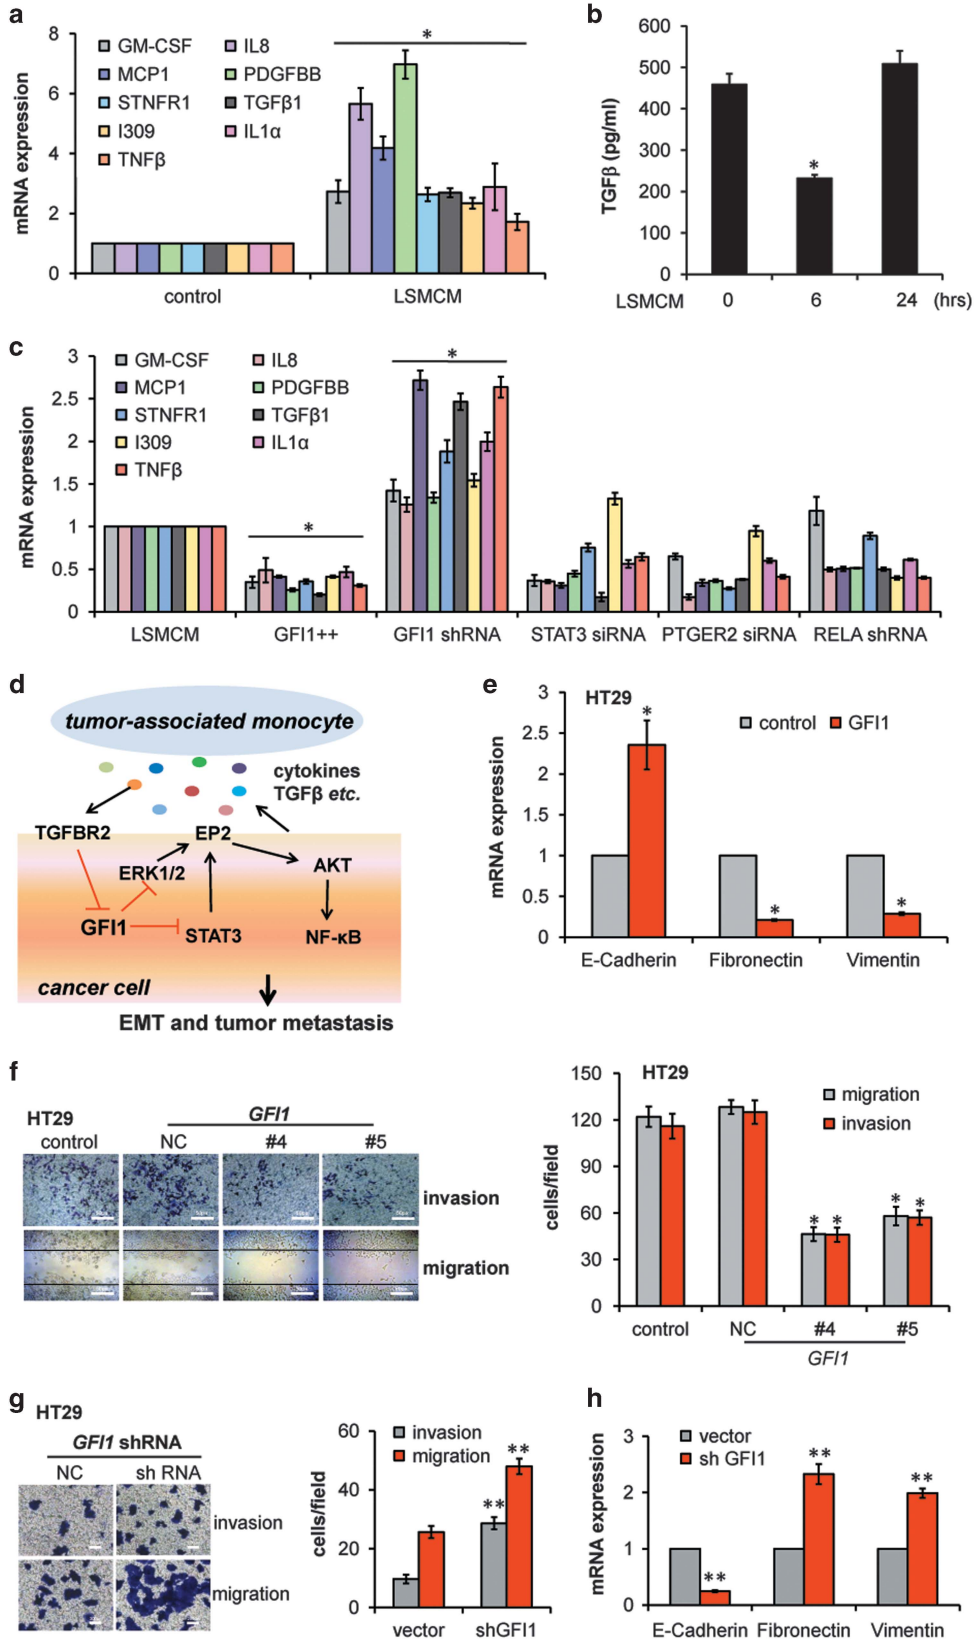 a
mRNA expression
8
6
4
2
0
GM-CSF
IL8
MCP1
PDGFBB
STNFR1
TGFβ1
I309
IL1α
TNFβ
*
control
LSMCM
b
TGFβ (pg/ml)
600
500
400
300
200
100
0
*
LSMCM 0 6 24 (hrs)
c
mRNA expression
3
2.5
2
1.5
1
0.5
0
GM-CSF
IL8
MCP1
PDGFBB
STNFR1
TGFβ1
I309
IL1α
TNFβ
*
*
LSMCM GFI1++ GFI1 shRNA STAT3 siRNA PTGER2 siRNA RELA shRNA
d
tumor-associated monocyte
cytokines
TGFβ etc.
TGFBR2
EP2
ERK1/2
AKT
GFI1
STAT3
NF-κB
cancer cell
EMT and tumor metastasis
e
HT29
control GFI1
mRNA expression
3
2.5
2
1.5
1
0.5
0
*
*
*
E-Cadherin Fibronectin Vimentin
f
HT29
GFI1
control NC #4 #5
invasion
migration
HT29
migration
invasion
cells/field
150
120
90
60
30
0
* *
* *
control NC #4 #5
GFI1
g
HT29
GFI1 shRNA
NC sh RNA
invasion
migration
invasion
migration
cells/field
60
40
20
0
**
**
vector shGFI1
h
vector
sh GFI1
mRNA expression
3
2
1
0
**
**
**
E-Cadherin Fibronectin Vimentin